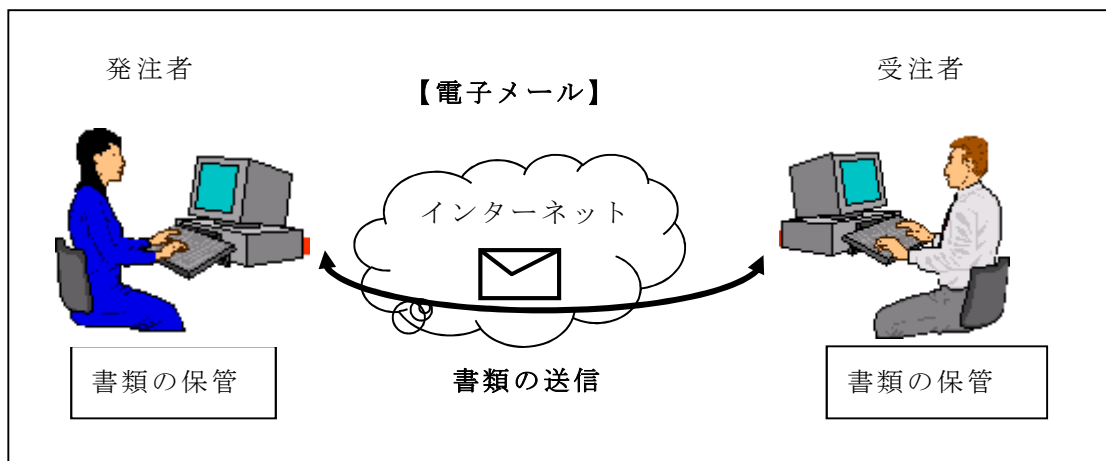 発注者
【電子メール】
受注者
インターネット
書類の保管
書類の送信
書類の保管